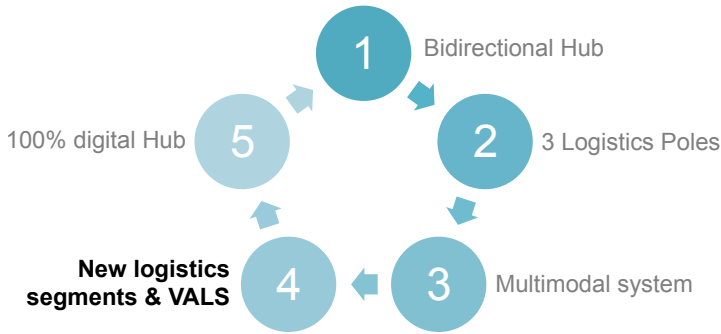 1
Bidirectional Hub
2
3 Logistics Poles
3
Multimodal system
4
New logistics
segments & VALS
5
100% digital Hub